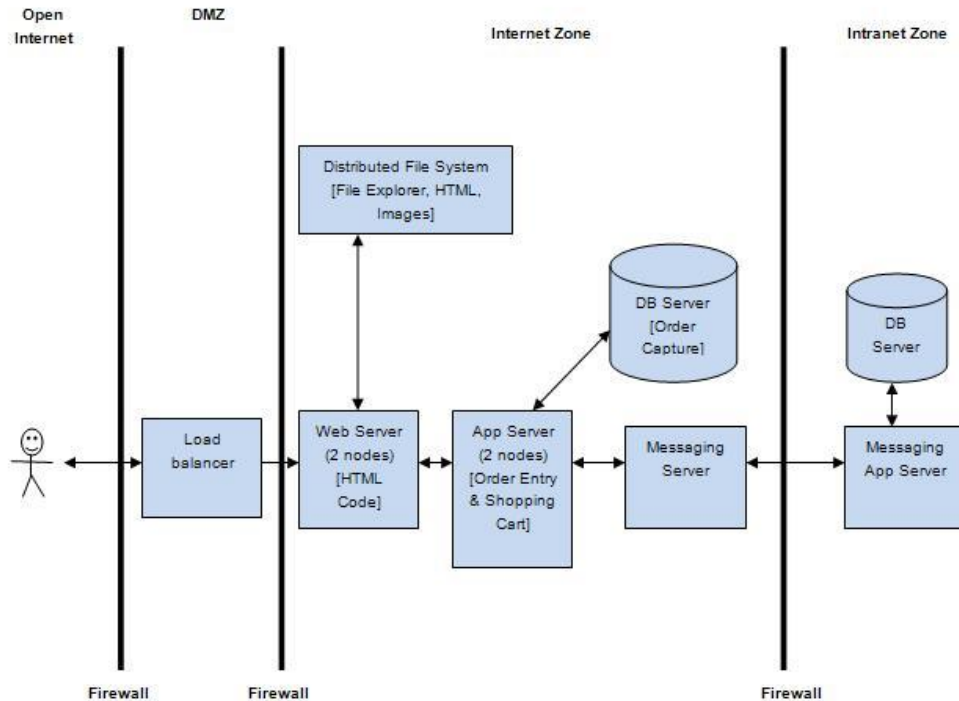 Open
Internet
DMZ
Internet Zone
Intranet Zone
Distributed File System
[File Explorer, HTML,
Images]
DB Server
[Order
Capture]
DB
Server
Load
balancer
Web Server
(2 nodes)
[HTML
Code]
App Server
(2 nodes)
[Order Entry
& Shopping
Cart]
Messaging
Server
Messaging
App Server
Firewall
Firewall
Firewall